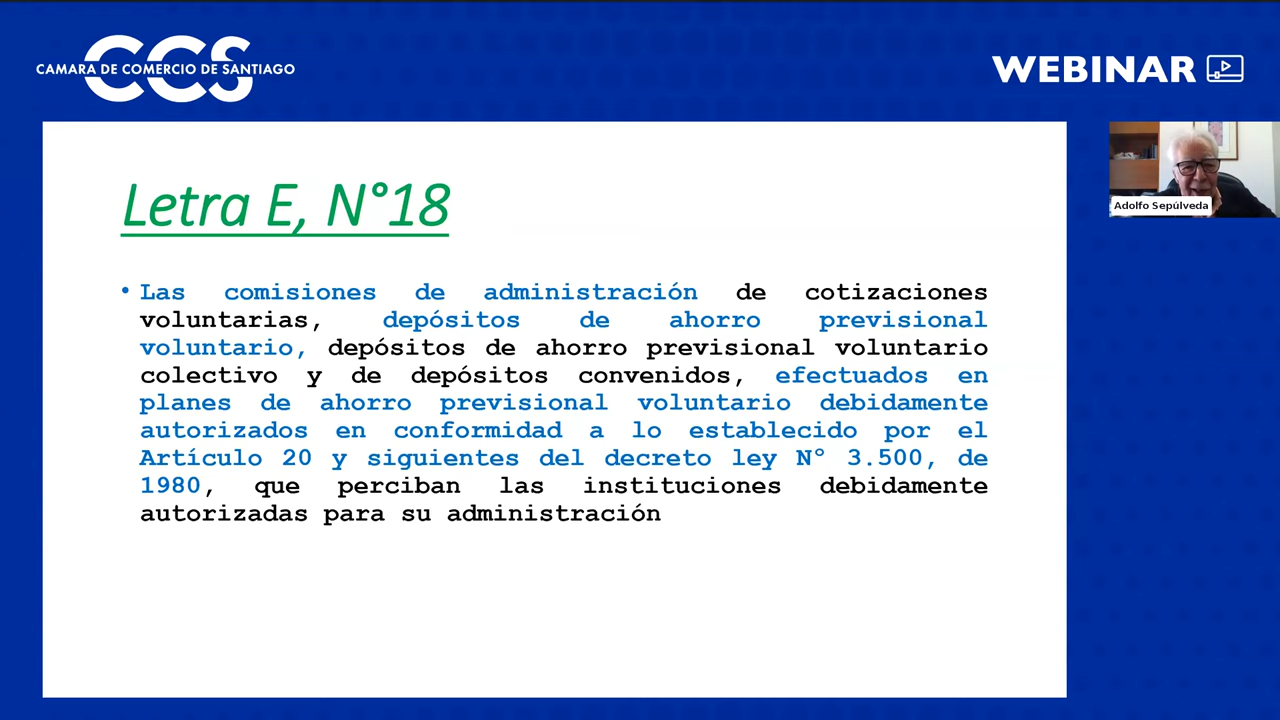 CCS
CAMARA DE COMERCIO DE SANTIAGO
WEBINAR
Letra E, N°18
• Las comisiones de administración de cotizaciones
voluntarias, depósitos de ahorro previsional
voluntario, depósitos de ahorro previsional voluntario
colectivo y de depósitos convenidos, efectuados en
planes de ahorro previsional voluntario debidamente
autorizados en conformidad a lo establecido por el
Artículo 20 y siguientes del decreto ley Nº 3.500, de
1980, que perciban las instituciones debidamente
autorizadas para su administración
Adolfo Sepúlveda